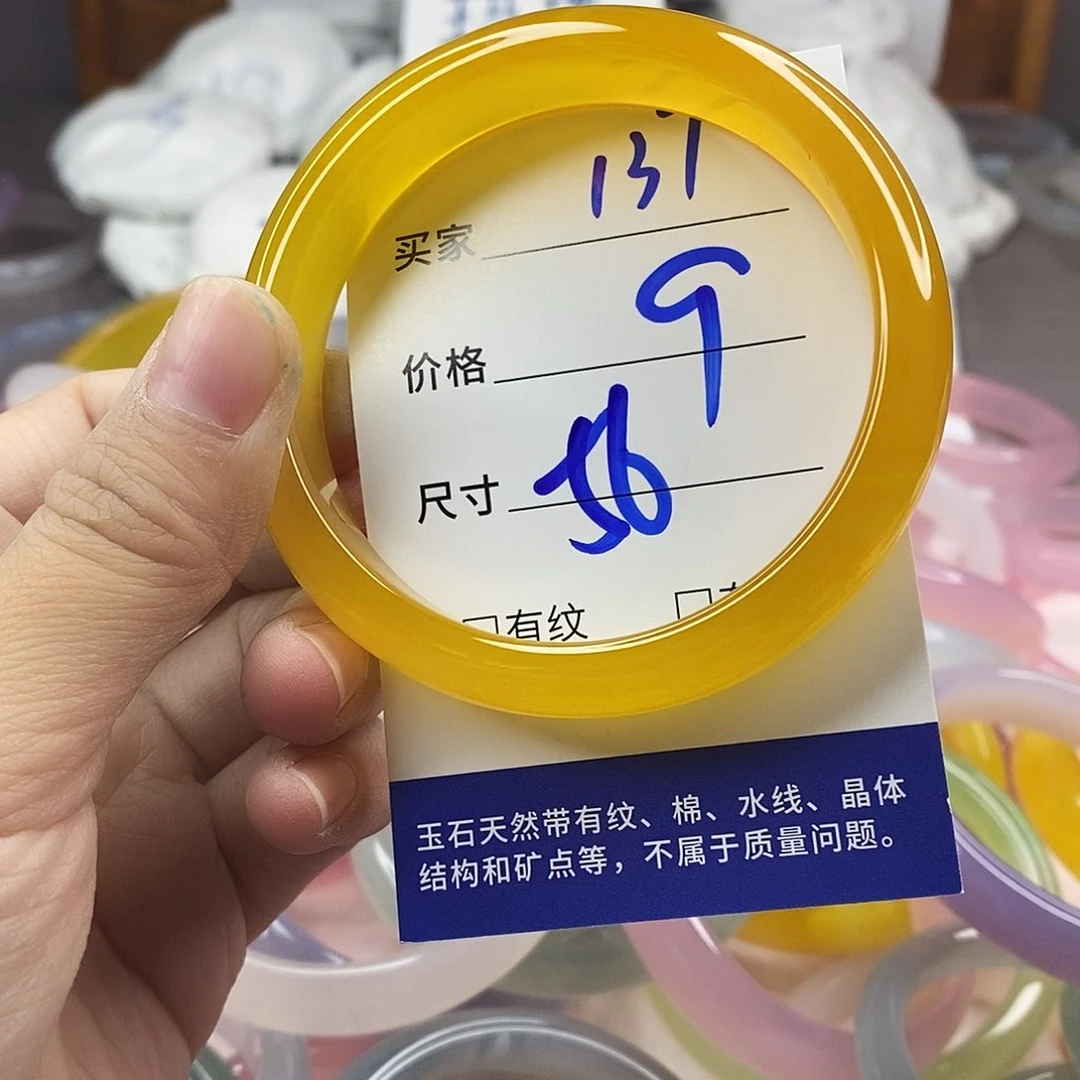 137
买家
价格 9
尺寸 56
□有纹 □
玉石天然带有纹、棉、水线、晶体
结构和矿点等，不属于质量问题。